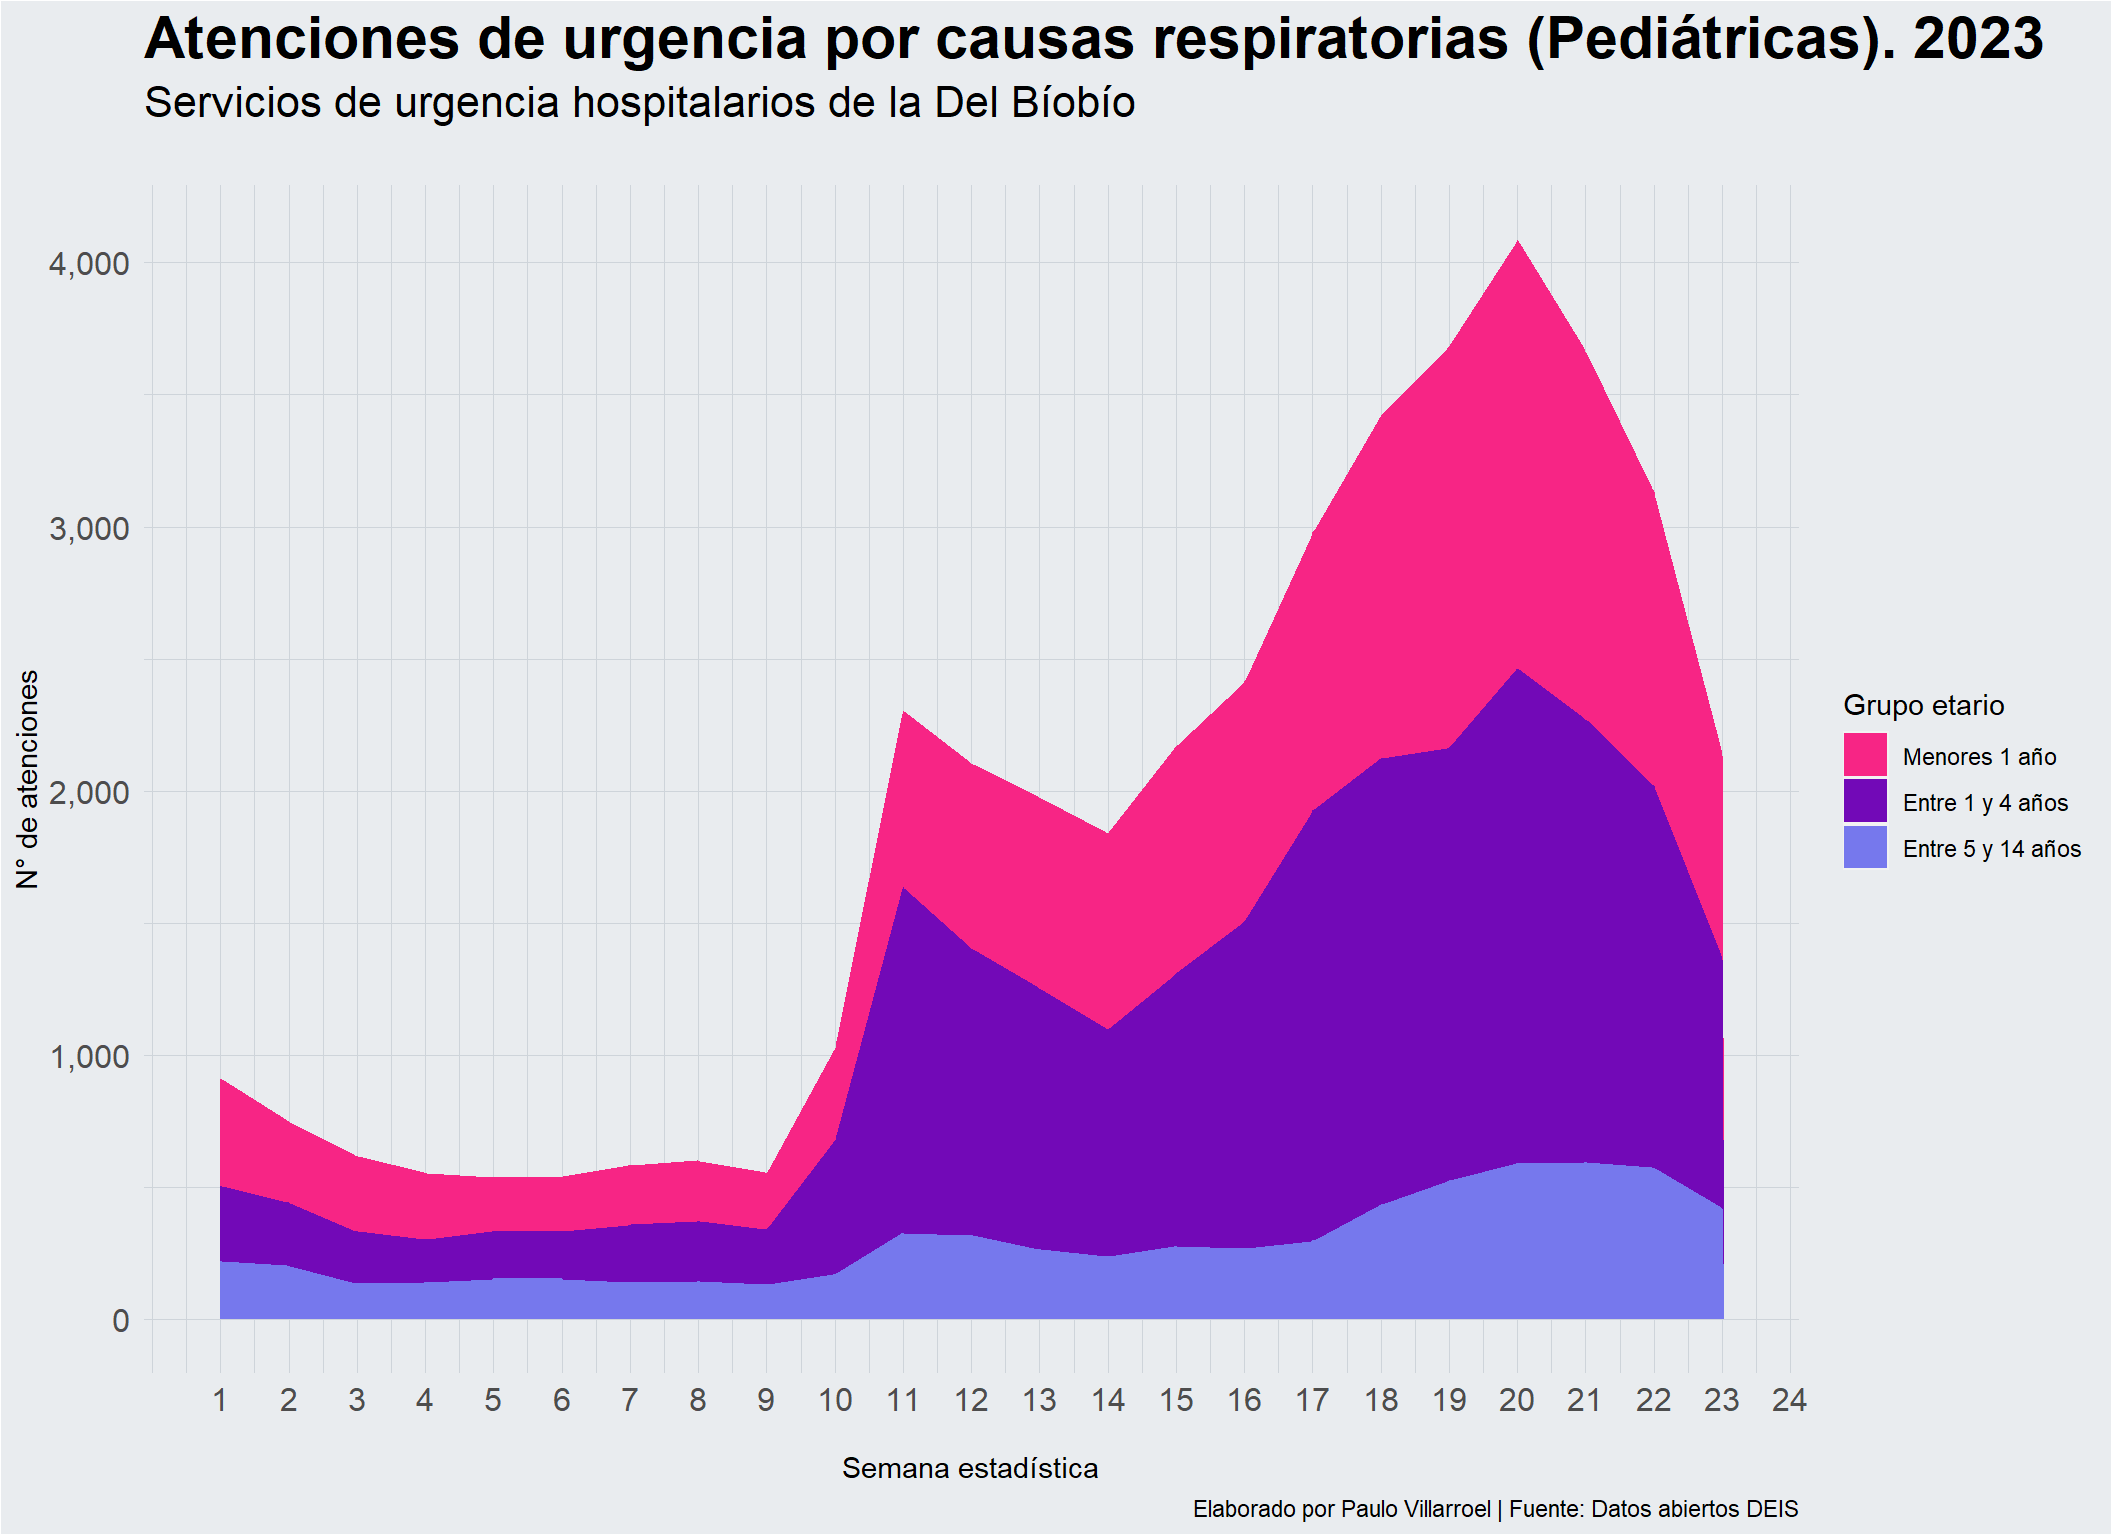 Atenciones de urgencia por causas respiratorias (Pediátricas). 2023
Servicios de urgencia hospitalarios de la Del Bíobío
N° de atenciones
4,000
3,000
2,000
1,000
0
1 2 3 4 5 6 7 8 9 10 11 12 13 14 15 16 17 18 19 20 21 22 23 24
Semana estadística
Grupo etario
Menores 1 año
Entre 1 y 4 años
Entre 5 y 14 años
Elaborado por Paulo Villarroel | Fuente: Datos abiertos DEIS